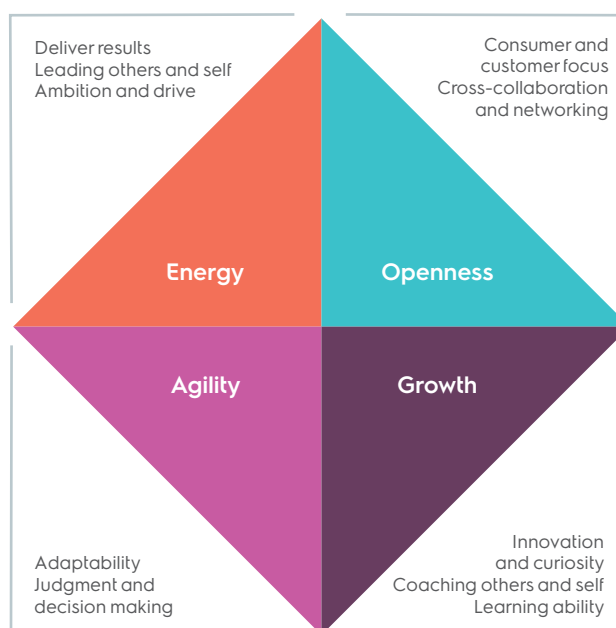 Deliver results
Leading others and self
Ambition and drive
Consumer and
customer focus
Cross-collaboration
and networking
Energy
Openness
Agility
Growth
Adaptability
Judgment and
decision making
Innovation
and curiosity
Coaching others and self
Learning ability